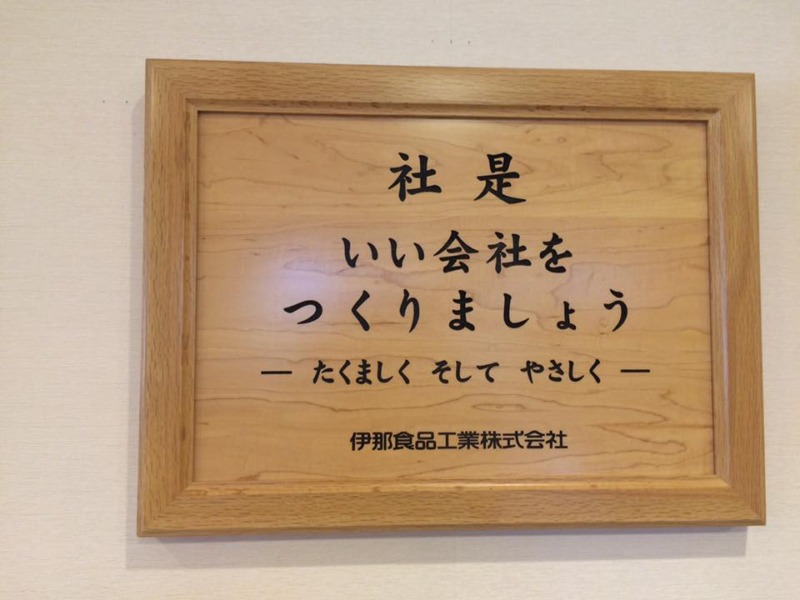 社是
いい会社を
つくりましょう
― たくましく そして やさしく ―
伊那食品工業株式会社